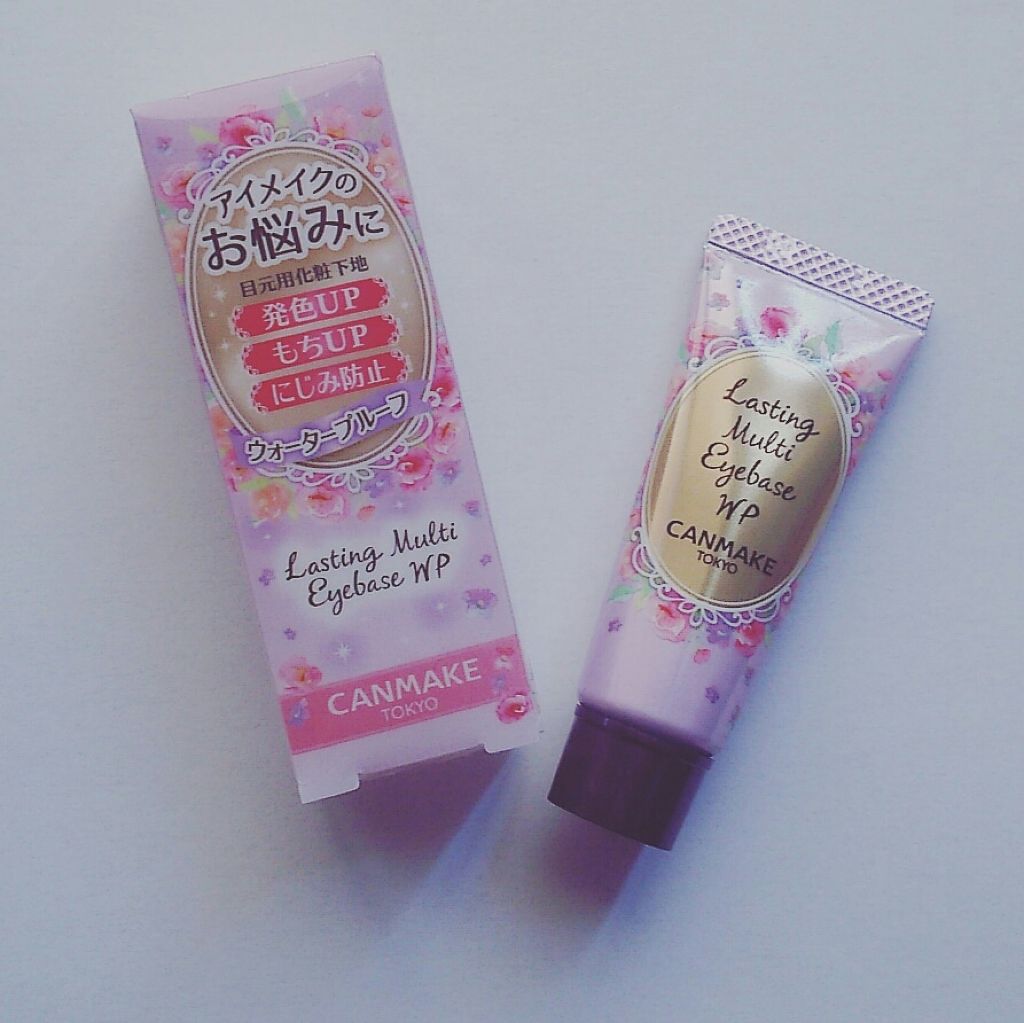 アイメイクの
お悩みに
目元用化粧下地
発色UP
もちUP
にじみ防止
ウォータープルーフ
Lasting Multi
Eyebase WP
CANMAKE
TOKYO
Lasting
Multi
Eyebase
WP
CANMAKE
TOKYO